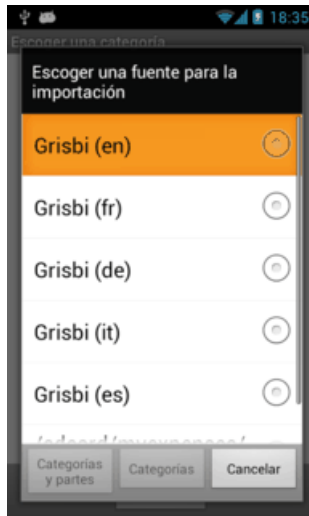 18:35
Escoger una categoría
Escoger una fuente para la
importación
Grisbi (en)
Grisbi (fr)
Grisbi (de)
Grisbi (it)
Grisbi (es)
Categorías
y partes
Categorías
Cancelar